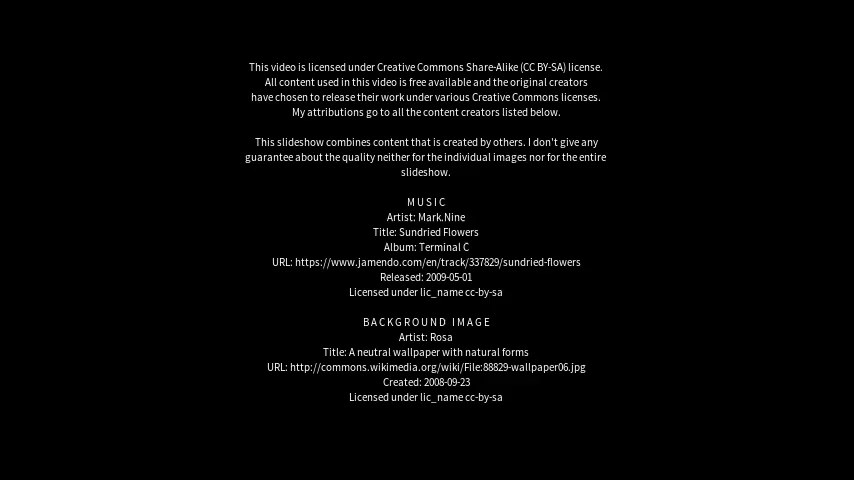 This video is licensed under Creative Commons Share-Alike (CC BY-SA) license.
All content used in this video is free available and the original creators
have chosen to release their work under various Creative Commons licenses.
My attributions go to all the content creators listed below.
This slideshow combines content that is created by others. I don't give any
guarantee about the quality neither for the individual images nor for the entire
slideshow.
MUSIC
Artist: Mark.Nine
Title: Sundried Flowers
Album: Terminal C
URL: https://www.jamendo.com/en/track/337829/sundried-flowers
Released: 2009-05-01
Licensed under lic_name cc-by-sa
BACKGROUND IMAGE
Artist: Rosa
Title: A neutral wallpaper with natural forms
URL: http://commons.wikimedia.org/wiki/File:88829-wallpaper06.jpg
Created: 2008-09-23
Licensed under lic_name cc-by-sa